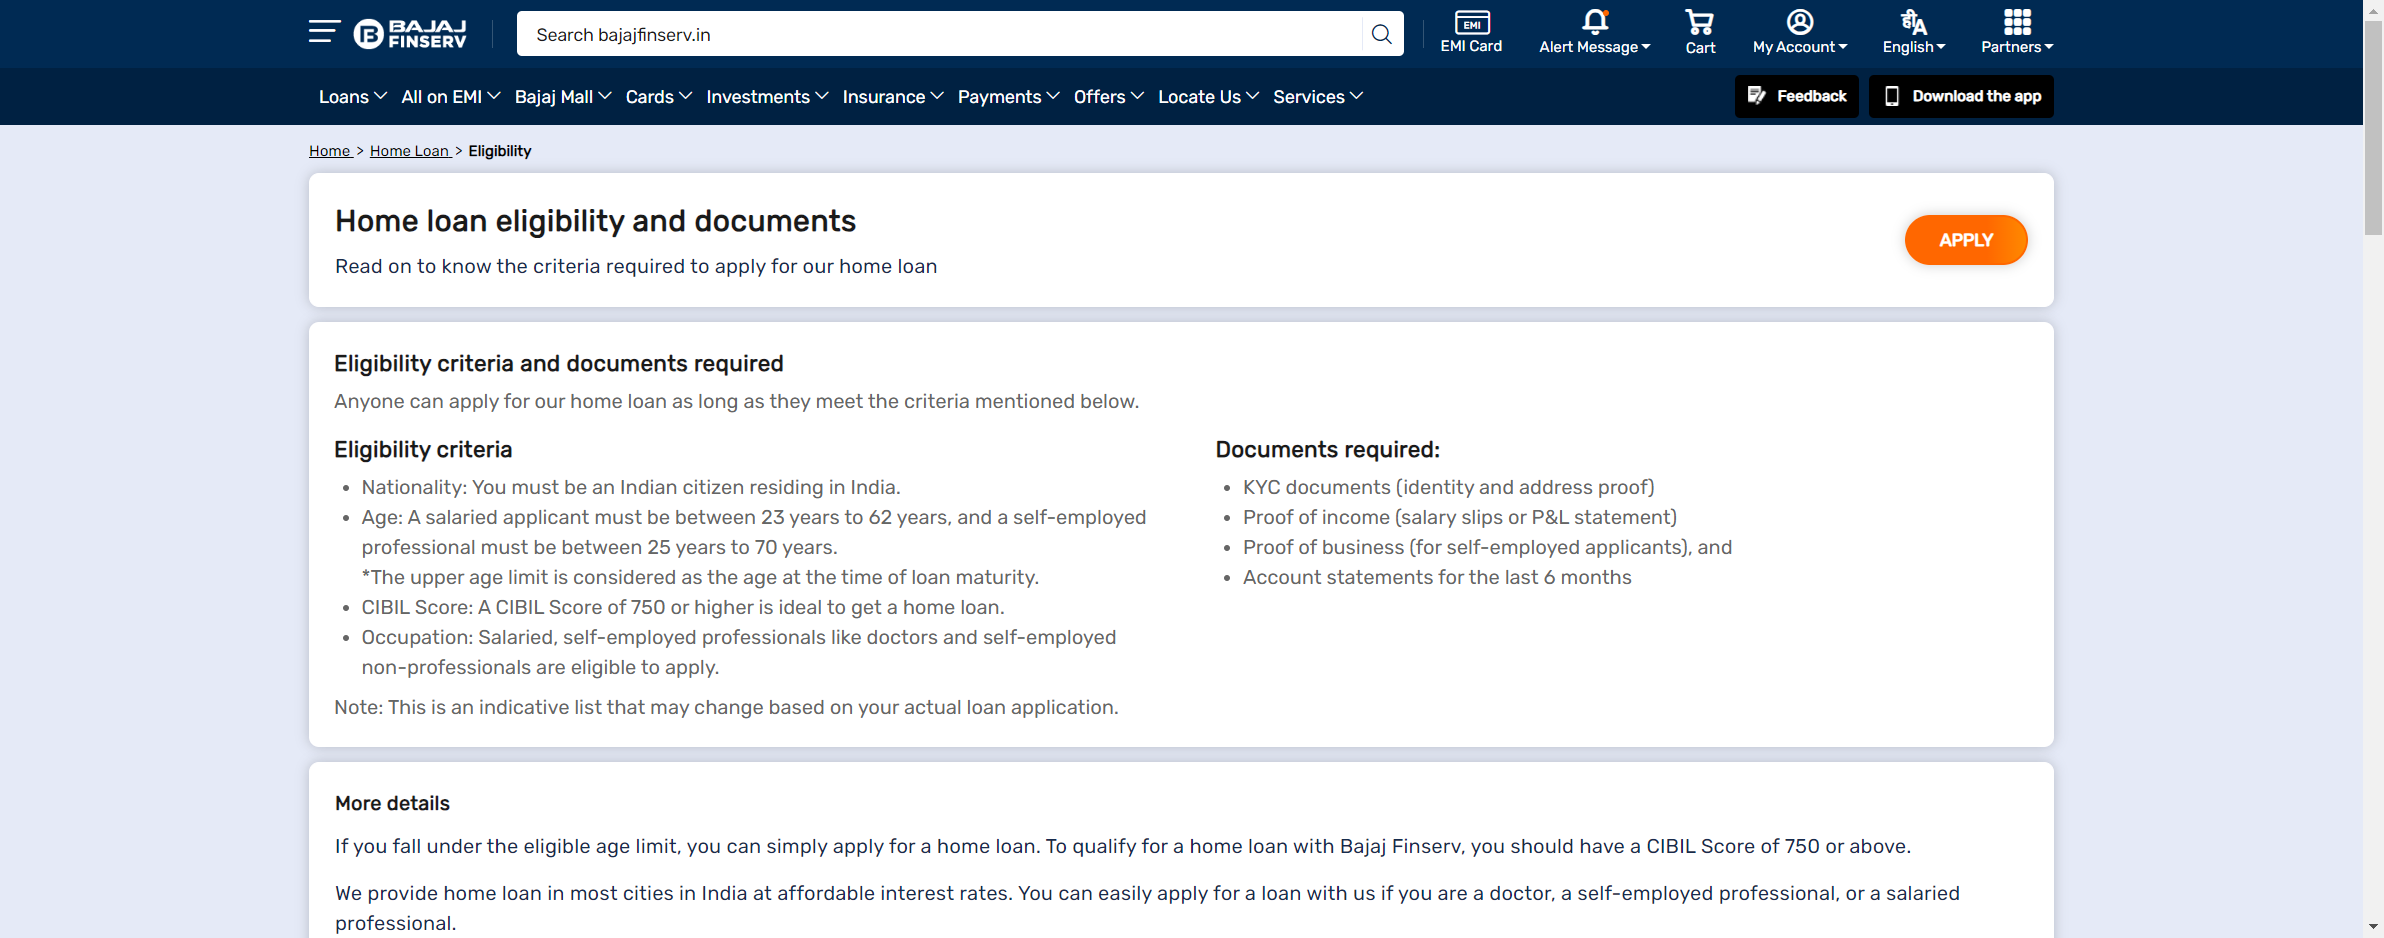 BAJAJ
FINSERV
Search bajajfinserv.in
EMI
EMI Card
Alert Message
Cart
My Account
हीA
English
Partners
Loans
All on EMI
Bajaj Mall
Cards
Investments
Insurance
Payments
Offers
Locate Us
Services
Feedback
Download the app
Home > Home Loan > Eligibility
Home loan eligibility and documents
Read on to know the criteria required to apply for our home loan
APPLY
Eligibility criteria and documents required
Anyone can apply for our home loan as long as they meet the criteria mentioned below.
Eligibility criteria
• Nationality: You must be an Indian citizen residing in India.
• Age: A salaried applicant must be between 23 years to 62 years, and a self-employed
professional must be between 25 years to 70 years.
*The upper age limit is considered as the age at the time of loan maturity.
• CIBIL Score: A CIBIL Score of 750 or higher is ideal to get a home loan.
• Occupation: Salaried, self-employed professionals like doctors and self-employed
non-professionals are eligible to apply.
Note: This is an indicative list that may change based on your actual loan application.
Documents required:
• KYC documents (identity and address proof)
• Proof of income (salary slips or P&L statement)
• Proof of business (for self-employed applicants), and
• Account statements for the last 6 months
More details
If you fall under the eligible age limit, you can simply apply for a home loan. To qualify for a home loan with Bajaj Finserv, you should have a CIBIL Score of 750 or above.
We provide home loan in most cities in India at affordable interest rates. You can easily apply for a loan with us if you are a doctor, a self-employed professional, or a salaried
professional.